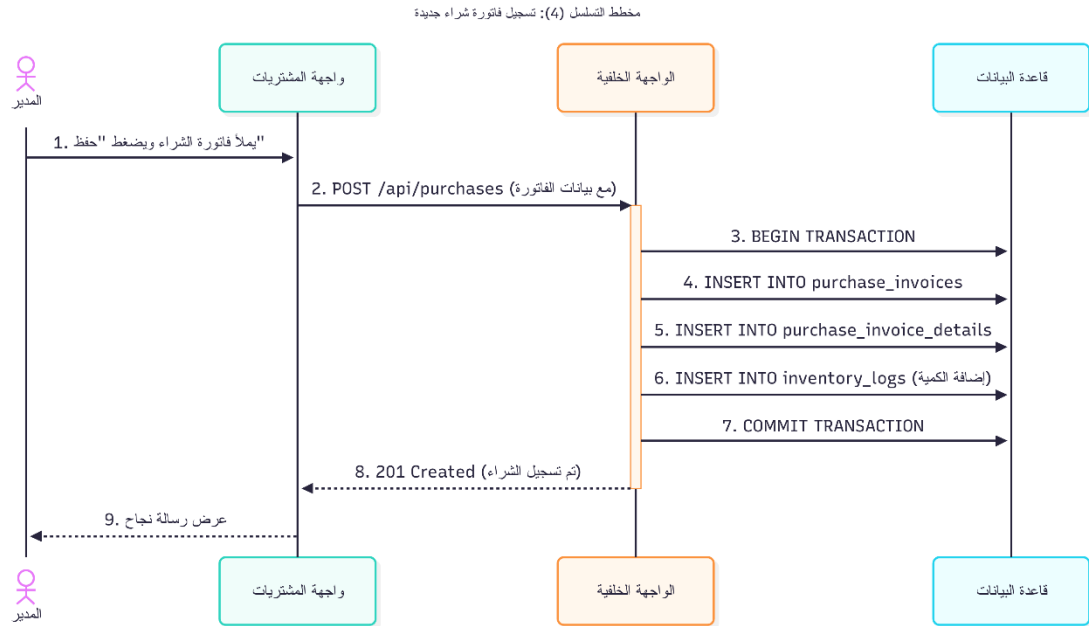 مخطط التسلسل (4): تسجيل فاتورة شراء جديدة
المدير
واجهة المشتريات
الواجهة الخلفية
قاعدة البيانات
1. يملأ فاتورة الشراء ويضغط "حفظ"
2. POST /api/purchases (مع بيانات الفاتورة)
3. BEGIN TRANSACTION
4. INSERT INTO purchase_invoices
5. INSERT INTO purchase_invoice_details
6. INSERT INTO inventory_logs (إضافة الكمية)
7. COMMIT TRANSACTION
8. 201 Created (تم تسجيل الشراء)
9. عرض رسالة نجاح
المدير
واجهة المشتريات
الواجهة الخلفية
قاعدة البيانات